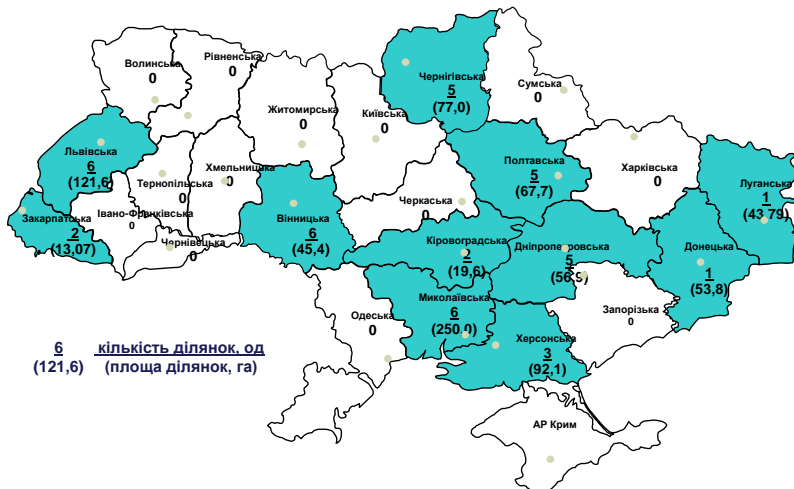 Волинська
0
Рівненська
0
Житомирська
0
Київська
0
Чернігівська
5
(77,0)
Сумська
0
Львівська
6
(121,6)
Тернопільська
0
Хмельницька
0
Полтавська
5
(67,7)
Харківська
0
Луганська
1
(43,79)
Закарпатська
2
(13,07)
Івано-Франківська
0
Чернівецька
0
Вінницька
6
(45,4)
Черкаська
0
Кіровоградська
2
(19,6)
Дніпропетровська
5
(56,9)
Донецька
1
(53,8)
Одеська
0
Миколаївська
6
(250,0)
Запорізька
0
Херсонська
3
(92,1)
АР Крим
6 кількість ділянок, од
(121,6) (площа ділянок, га)